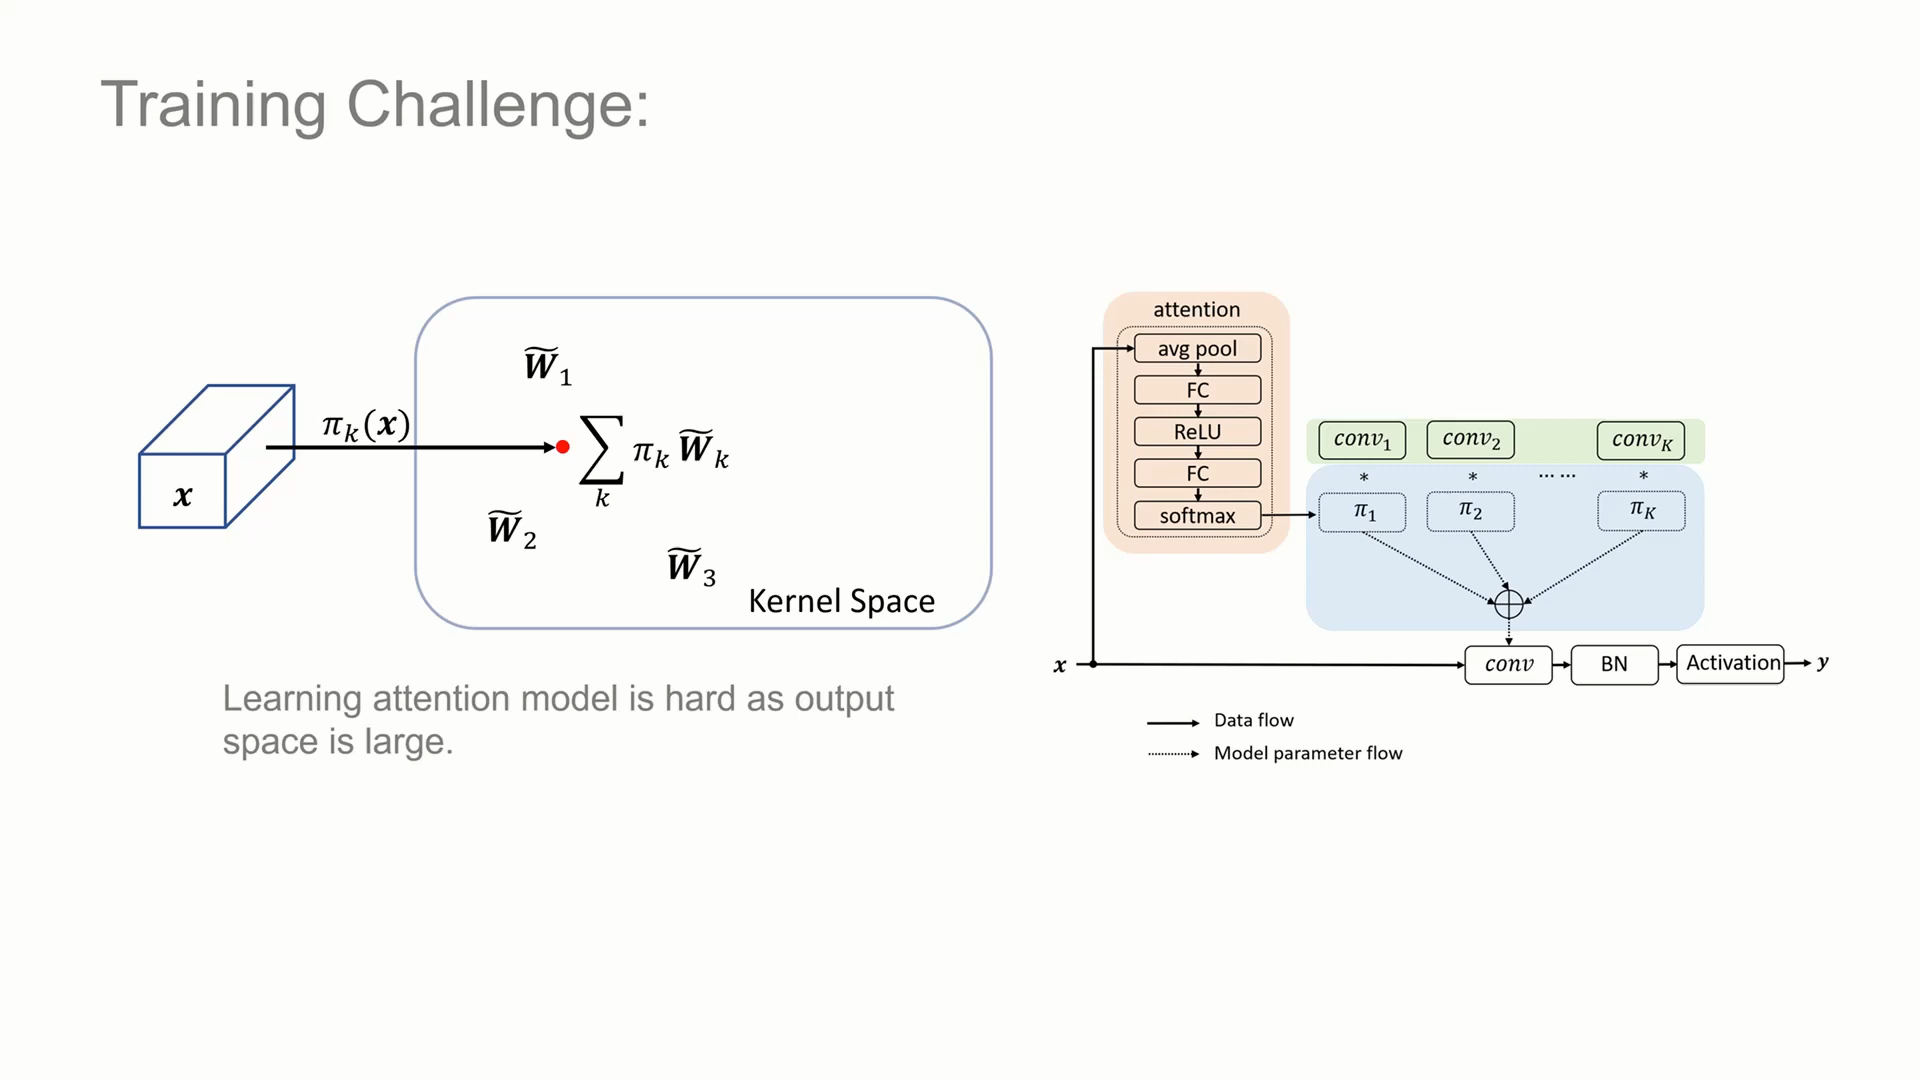 Training Challenge:
x
πₖ(x)
W̃₁
∑ₖ πₖ W̃ₖ
W̃₂
W̃₃
Kernel Space
Learning attention model is hard as output
space is large.
attention
avg pool
FC
ReLU
FC
softmax
conv₁ conv₂ conv_K
* * ⋯⋯ *
π₁ π₂ π_K
x conv BN Activation y
Data flow
Model parameter flow